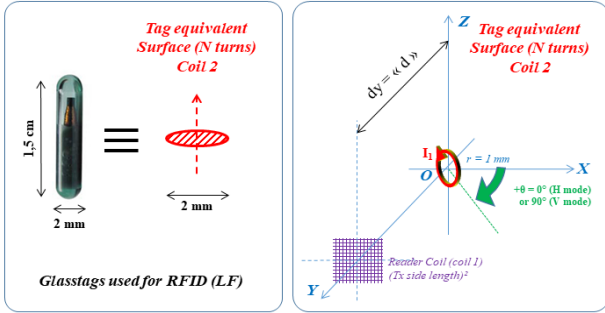 Tag equivalent
Surface (N turns)
Coil 2
1,5 cm
2 mm
2 mm
Glasstags used for RFID (LF)
Z
Tag equivalent
Surface (N turns)
Coil 2
dy = « d »
I1
r = 1 mm
X
O
+θ = 0° (H mode)
or 90° (V mode)
Reader Coil (coil 1)
(Tx side length)²
Y